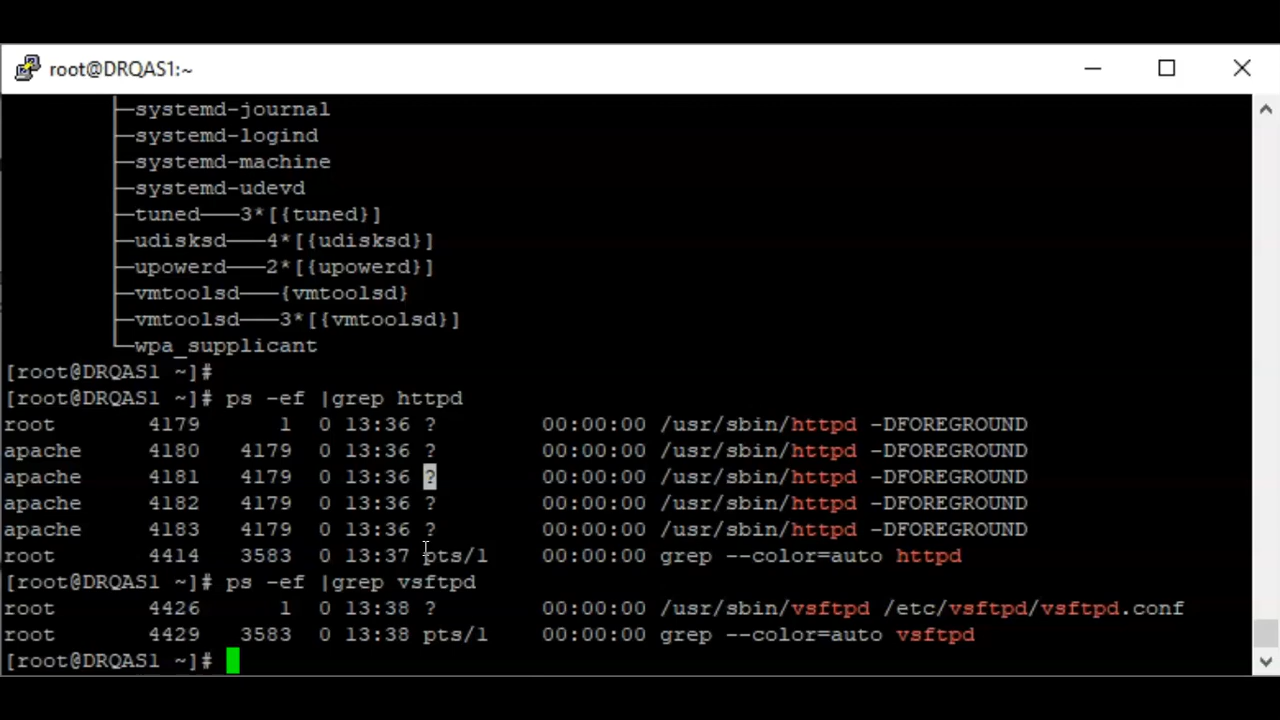 root@DRQAS1:~
├─systemd-journal
├─systemd-logind
├─systemd-machine
├─systemd-udevd
├─tuned───3*[{tuned}]
├─udisksd───4*[{udisksd}]
├─upowerd───2*[{upowerd}]
├─vmtoolsd───{vmtoolsd}
├─vmtoolsd───3*[{vmtoolsd}]
└─wpa_supplicant
[root@DRQAS1 ~]#
[root@DRQAS1 ~]# ps -ef |grep httpd
root 4179 1 0 13:36 ? 00:00:00 /usr/sbin/httpd -DFOREGROUND
apache 4180 4179 0 13:36 ? 00:00:00 /usr/sbin/httpd -DFOREGROUND
apache 4181 4179 0 13:36 ? 00:00:00 /usr/sbin/httpd -DFOREGROUND
apache 4182 4179 0 13:36 ? 00:00:00 /usr/sbin/httpd -DFOREGROUND
apache 4183 4179 0 13:36 ? 00:00:00 /usr/sbin/httpd -DFOREGROUND
root 4414 3583 0 13:37 pts/1 00:00:00 grep --color=auto httpd
[root@DRQAS1 ~]# ps -ef |grep vsftpd
root 4426 1 0 13:38 ? 00:00:00 /usr/sbin/vsftpd /etc/vsftpd/vsftpd.conf
root 4429 3583 0 13:38 pts/1 00:00:00 grep --color=auto vsftpd
[root@DRQAS1 ~]#